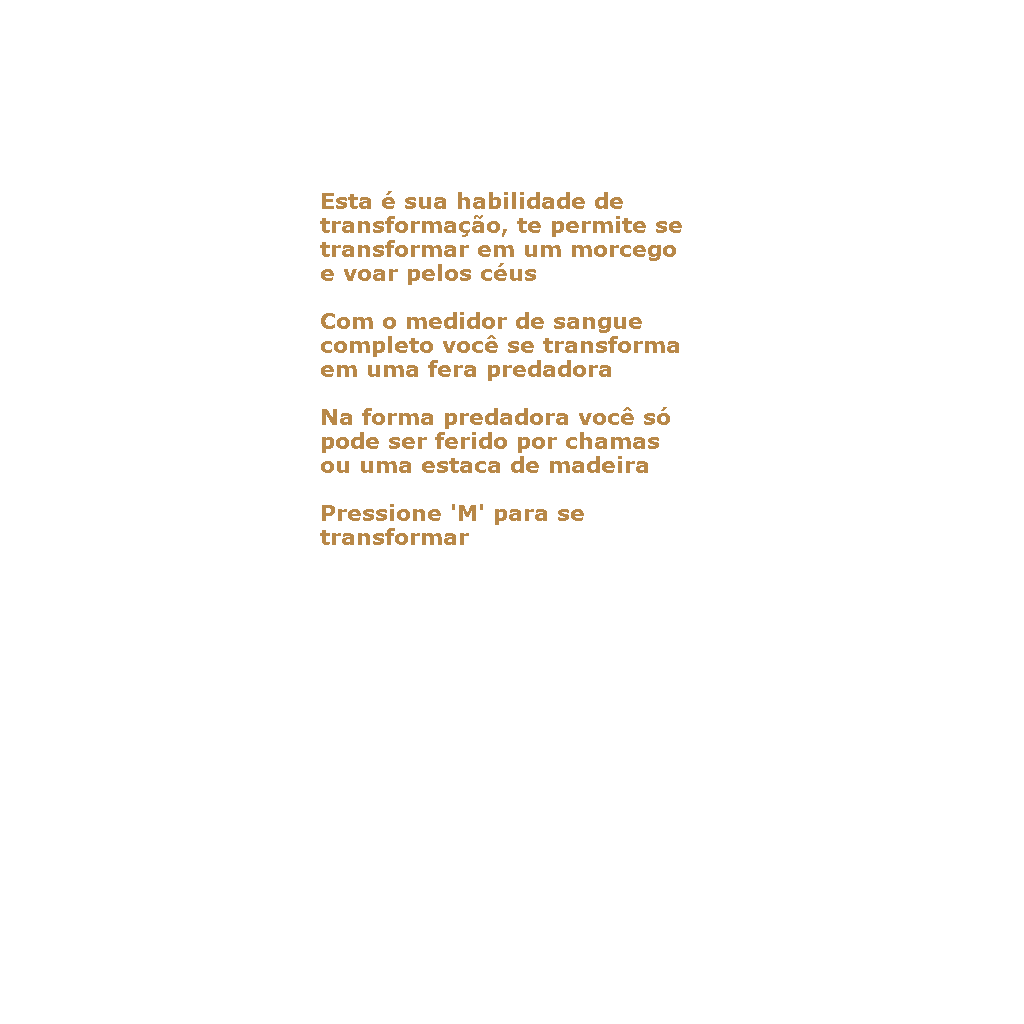 Esta é sua habilidade de
transformação, te permite se
transformar em um morcego
e voar pelos céus
Com o medidor de sangue
completo você se transforma
em uma fera predadora
Na forma predadora você só
pode ser ferido por chamas
ou uma estaca de madeira
Pressione 'M' para se
transformar